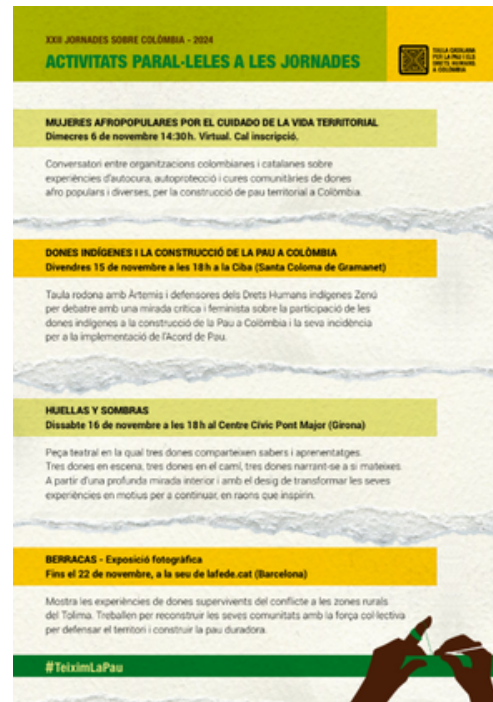 XXII JORNADES SOBRE COLÒMBIA - 2024
ACTIVITATS PARAL·LELES A LES JORNADES
TAULA CATALANA
PER LA PAU I ELS
DRETS HUMANS
A COLÒMBIA
MUJERES AFROPOPULARES POR EL CUIDADO DE LA VIDA TERRITORIAL
Dimecres 6 de novembre 14:30h. Virtual. Cal inscripció.
Conversatori entre organitzacions colombianes i catalanes sobre
experiències d'autocura, autoprotecció i cures comunitàries de dones
afro populars i diverses, per la construcció de pau territorial a Colòmbia.
DONES INDÍGENES I LA CONSTRUCCIÓ DE LA PAU A COLÒMBIA
Divendres 15 de novembre a les 18h a la Ciba (Santa Coloma de Gramanet)
Taula rodona amb Àrtemis i defensores dels Drets Humans indígenes Zenú
per debatre amb una mirada crítica i feminista sobre la participació de les
dones indígenes a la construcció de la Pau a Colòmbia i la seva incidència
per a la implementació de l'Acord de Pau.
HUELLAS Y SOMBRAS
Dissabte 16 de novembre a les 18h al Centre Cívic Pont Major (Girona)
Peça teatral en la qual tres dones comparteixen sabers i aprenentatges.
Tres dones en escena, tres dones en el camí, tres dones narrant-se a si mateixes.
A partir d'una profunda mirada interior i amb el desig de transformar les seves
experiències en motius per a continuar, en raons que inspirin.
BERRACAS - Exposició fotogràfica
Fins el 22 de novembre, a la seu de lafede.cat (Barcelona)
Mostra les experiències de dones supervivents del conflicte a les zones rurals
del Tolima. Treballen per reconstruir les seves comunitats amb la força col·lectiva
per defensar el territori i construir la pau duradora.
#TeiximLaPau